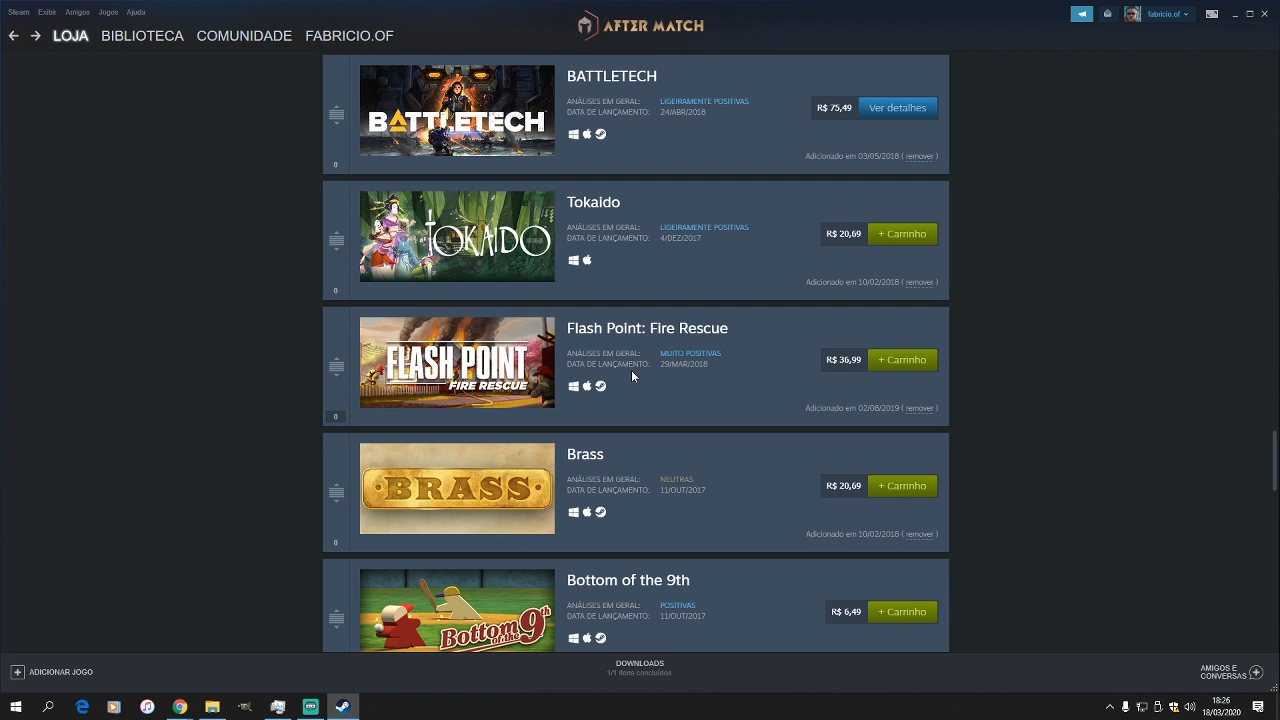 Steam Exibir Amigos Jogos Ajuda
AFTER MATCH
fabricio.of
LOJA BIBLIOTECA COMUNIDADE FABRICIO.OF
BATTLETECH
BATTLETECH
ANÁLISES EM GERAL: LIGEIRAMENTE POSITIVAS
DATA DE LANÇAMENTO: 24/ABR/2018
R$ 75,49 Ver detalhes
0
Adicionado em 03/05/2018 ( remover )
TOKAIDO
Tokaido
ANÁLISES EM GERAL: LIGEIRAMENTE POSITIVAS
DATA DE LANÇAMENTO: 4/DEZ/2017
R$ 20,69 + Carrinho
0
Adicionado em 10/02/2018 ( remover )
FLASH POINT
FIRE RESCUE
Flash Point: Fire Rescue
ANÁLISES EM GERAL: MUITO POSITIVAS
DATA DE LANÇAMENTO: 29/MAR/2018
R$ 36,99 + Carrinho
0
Adicionado em 02/08/2019 ( remover )
BRASS
Brass
ANÁLISES EM GERAL: NEUTRAS
DATA DE LANÇAMENTO: 11/OUT/2017
R$ 20,69 + Carrinho
0
Adicionado em 10/02/2018 ( remover )
Bottom of the 9th
Bottom of the 9th
ANÁLISES EM GERAL: POSITIVAS
DATA DE LANÇAMENTO: 11/OUT/2017
R$ 6,49 + Carrinho
ADICIONAR JOGO
DOWNLOADS
1/1 itens concluídos
AMIGOS E
CONVERSAS
18:26
18/03/2020